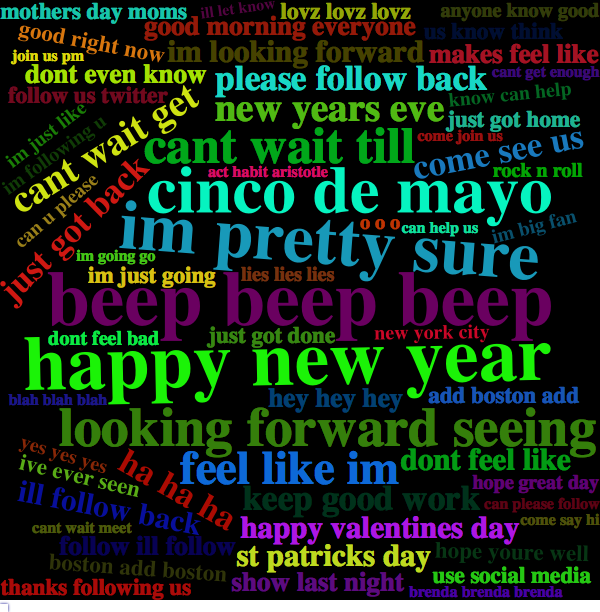 mothers day moms
ill let know
lovz lovz lovz
anyone know good
good right now
good morning everyone
us know think
join us pm
im looking forward
makes feel like
dont even know
please follow back
cant get enough
follow us twitter
cant wait get
new years eve
know can help
im just like
just got home
im following u
cant wait till
come join us
come see us
can u please
act habit aristotle
rock n roll
just got back
cinco de mayo
im pretty sure
o o o
can help us
im big fan
im going go
im just going
lies lies lies
beep beep beep
dont feel bad
just got done
new york city
happy new year
blah blah blah
hey hey hey
add boston add
looking forward seeing
yes yes yes
ha ha ha
feel like im
dont feel like
ive ever seen
hope great day
ill follow back
keep good work
can please follow
cant wait meet
happy valentines day
come say hi
follow ill follow
st patricks day
hope youre well
boston add boston
show last night
use social media
thanks following us
brenda brenda brenda